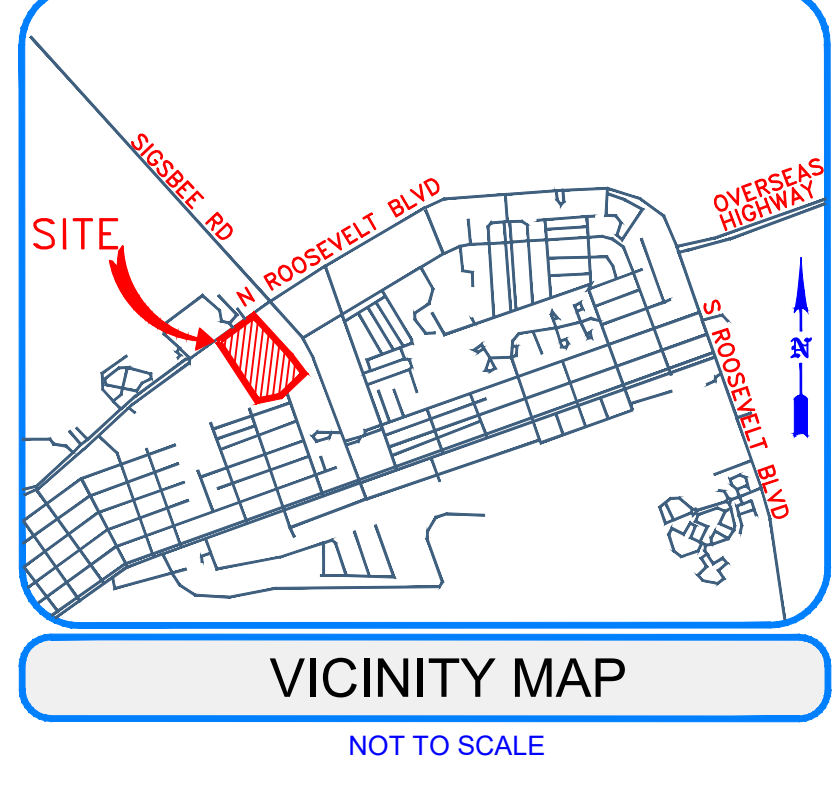 SIGSBEE RD
N ROOSEVELT BLVD
OVERSEAS
HIGHWAY
SITE
S ROOSEVELT BLVD
N
VICINITY MAP
NOT TO SCALE